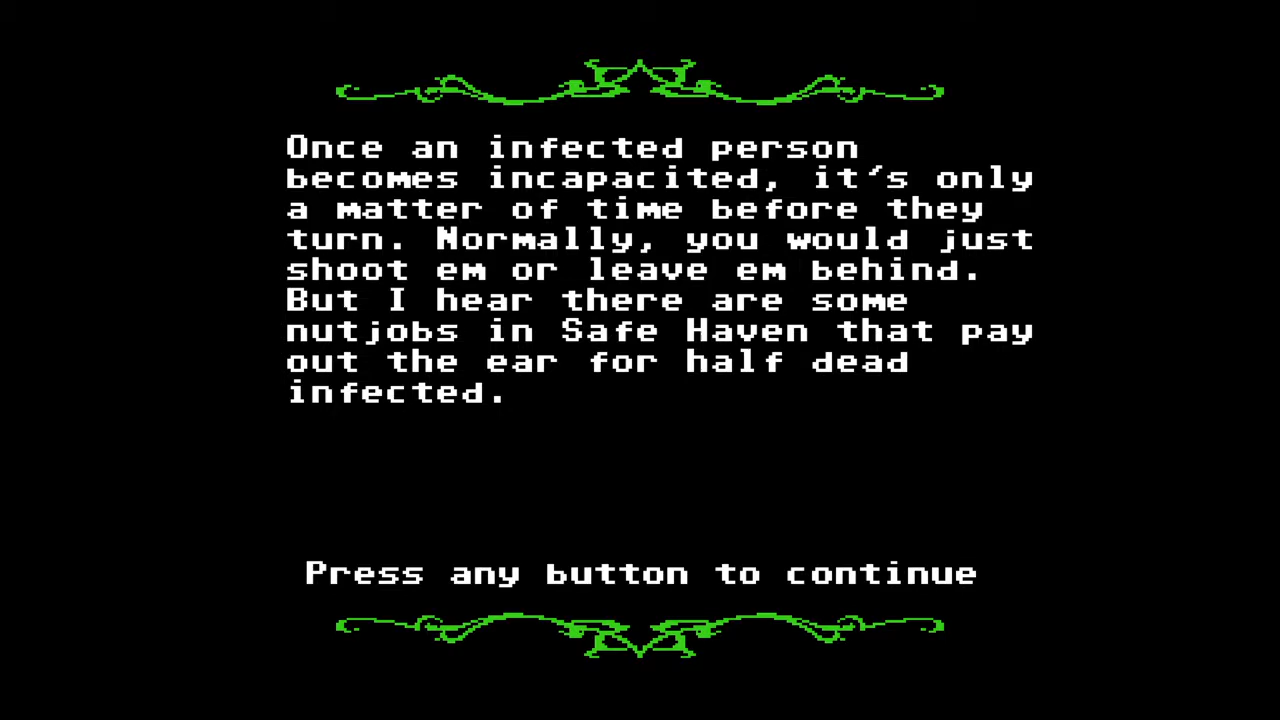 Once an infected person
becomes incapacited, it's only
a matter of time before they
turn. Normally, you would just
shoot em or leave em behind.
But I hear there are some
nutjobs in Safe Haven that pay
out the ear for half dead
infected.
Press any button to continue